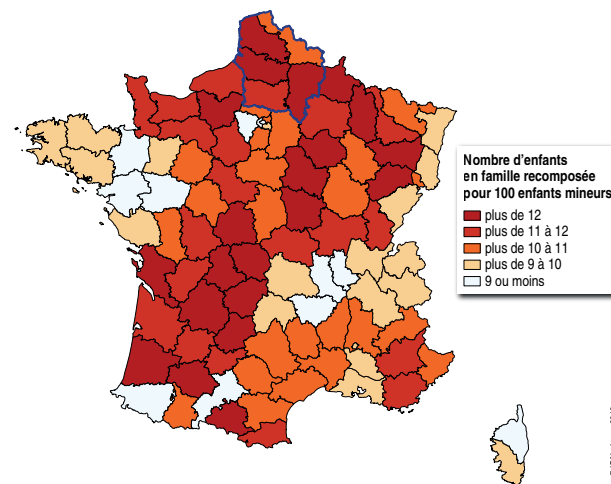 Nombre d'enfants
en famille recomposée
pour 100 enfants mineurs
plus de 12
plus de 11 à 12
plus de 10 à 11
plus de 9 à 10
9 ou moins